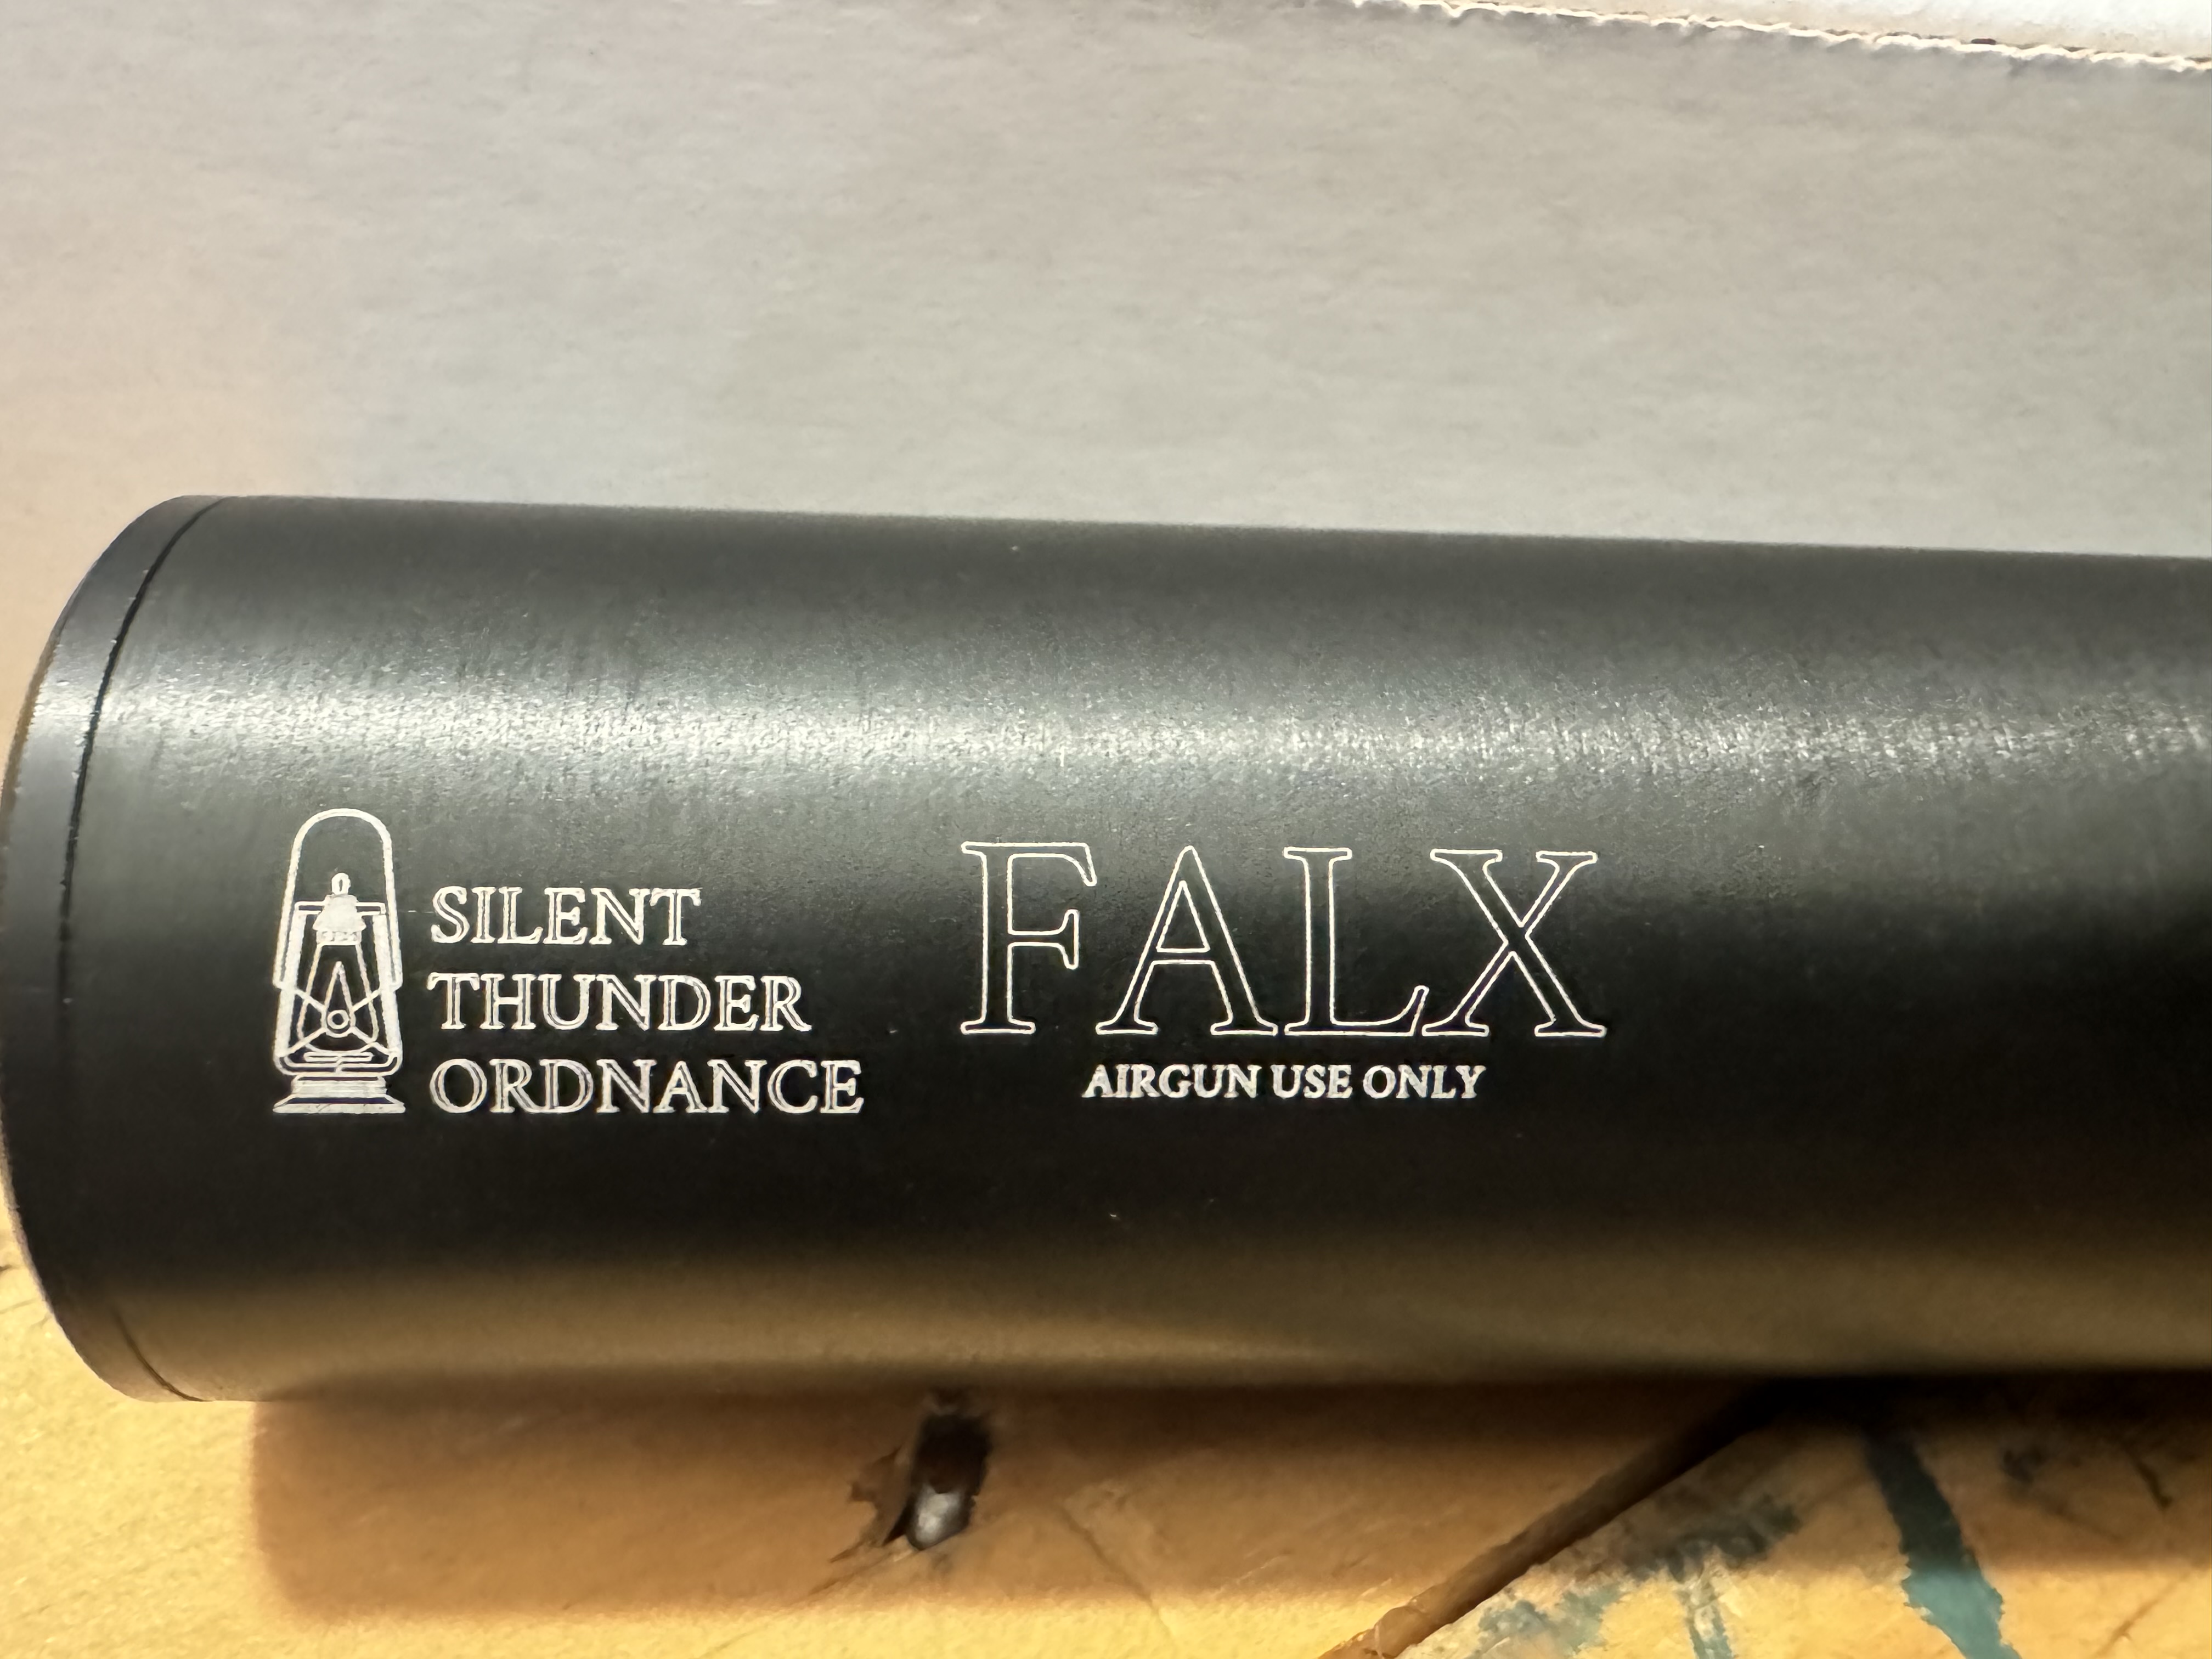 SILENT
THUNDER
ORDNANCE
FALX
AIRGUN USE ONLY